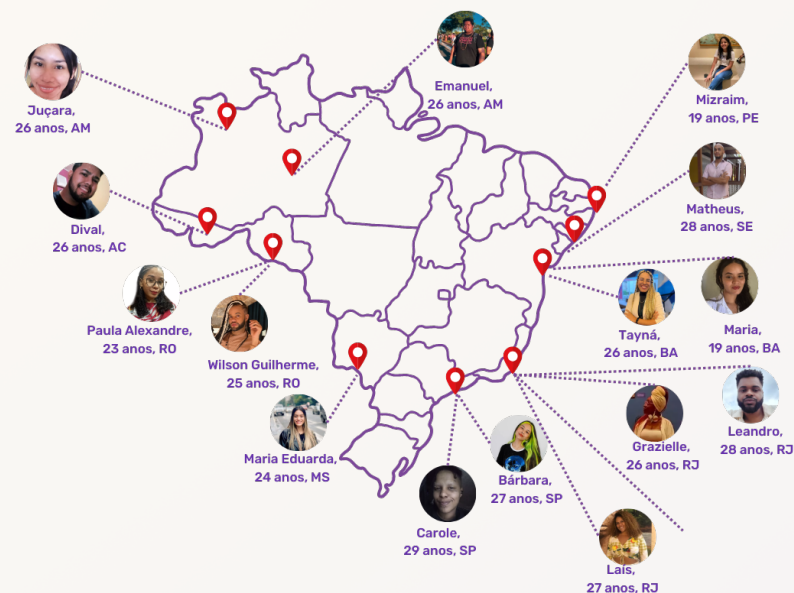 Juçara,
26 anos, AM
Emanuel,
26 anos, AM
Mizraim,
19 anos, PE
Dival,
26 anos, AC
Matheus,
28 anos, SE
Paula Alexandre,
23 anos, RO
Wilson Guilherme,
25 anos, RO
Tayná,
26 anos, BA
Maria,
19 anos, BA
Maria Eduarda,
24 anos, MS
Grazielle,
26 anos, RJ
Leandro,
28 anos, RJ
Bárbara,
27 anos, SP
Carole,
29 anos, SP
Laís,
27 anos, RJ